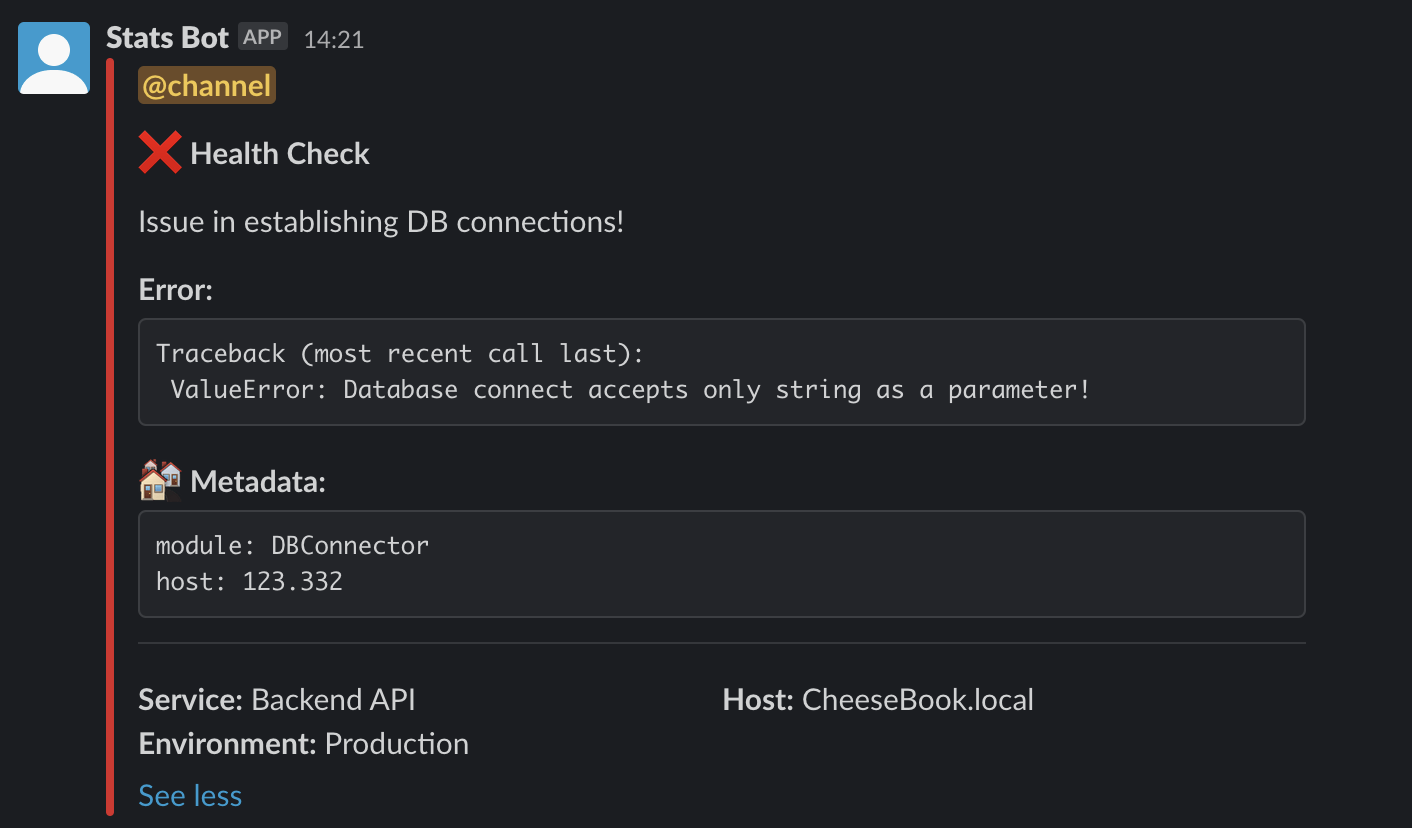 Stats Bot APP 14:21
@channel
Health Check
Issue in establishing DB connections!
Error:
Traceback (most recent call last):
ValueError: Database connect accepts only string as a parameter!
Metadata:
module: DBConnector
host: 123.332
Service: Backend API Host: CheeseBook.local
Environment: Production
See less